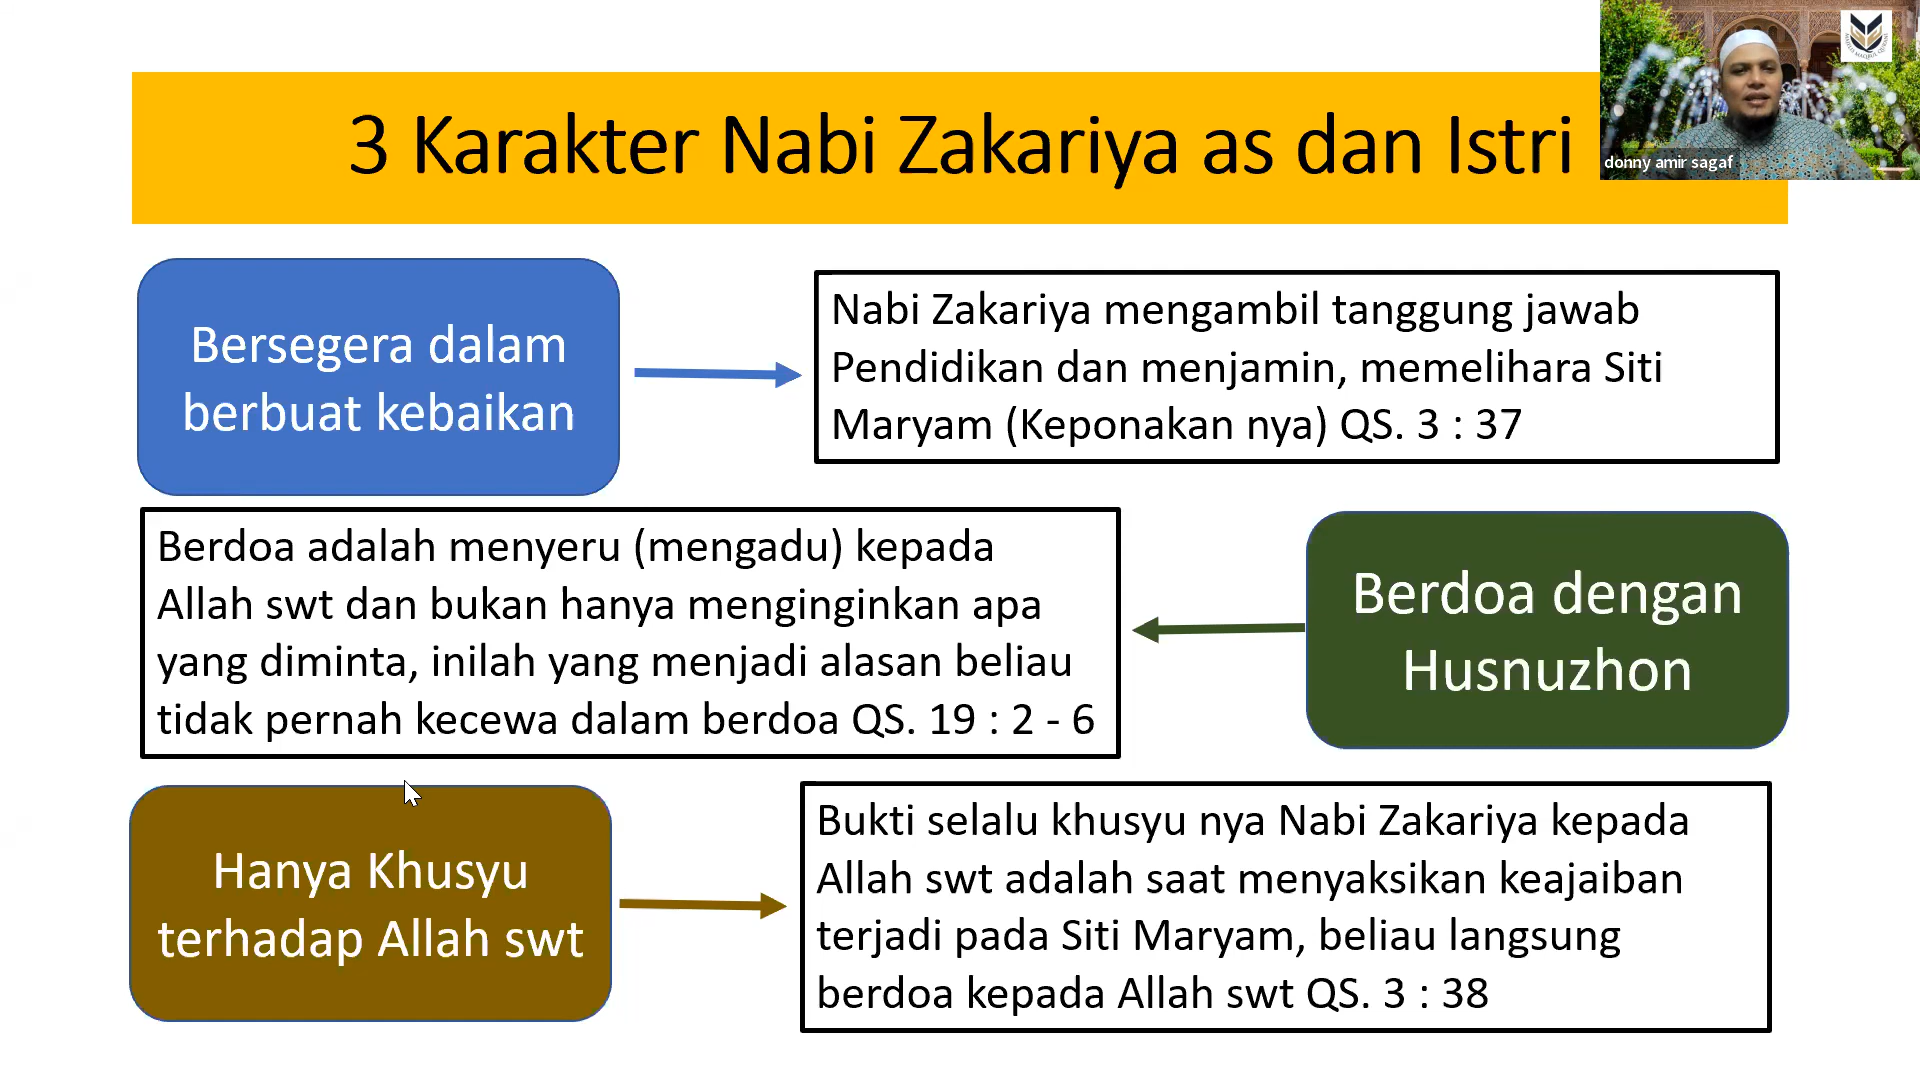 3 Karakter Nabi Zakariya as dan Istri
donny amir sagaf
Bersegera dalam
berbuat kebaikan
Nabi Zakariya mengambil tanggung jawab
Pendidikan dan menjamin, memelihara Siti
Maryam (Keponakan nya) QS. 3 : 37
Berdoa adalah menyeru (mengadu) kepada
Allah swt dan bukan hanya menginginkan apa
yang diminta, inilah yang menjadi alasan beliau
tidak pernah kecewa dalam berdoa QS. 19 : 2 - 6
Berdoa dengan
Husnuzhon
Hanya Khusyu
terhadap Allah swt
Bukti selalu khusyu nya Nabi Zakariya kepada
Allah swt adalah saat menyaksikan keajaiban
terjadi pada Siti Maryam, beliau langsung
berdoa kepada Allah swt QS. 3 : 38